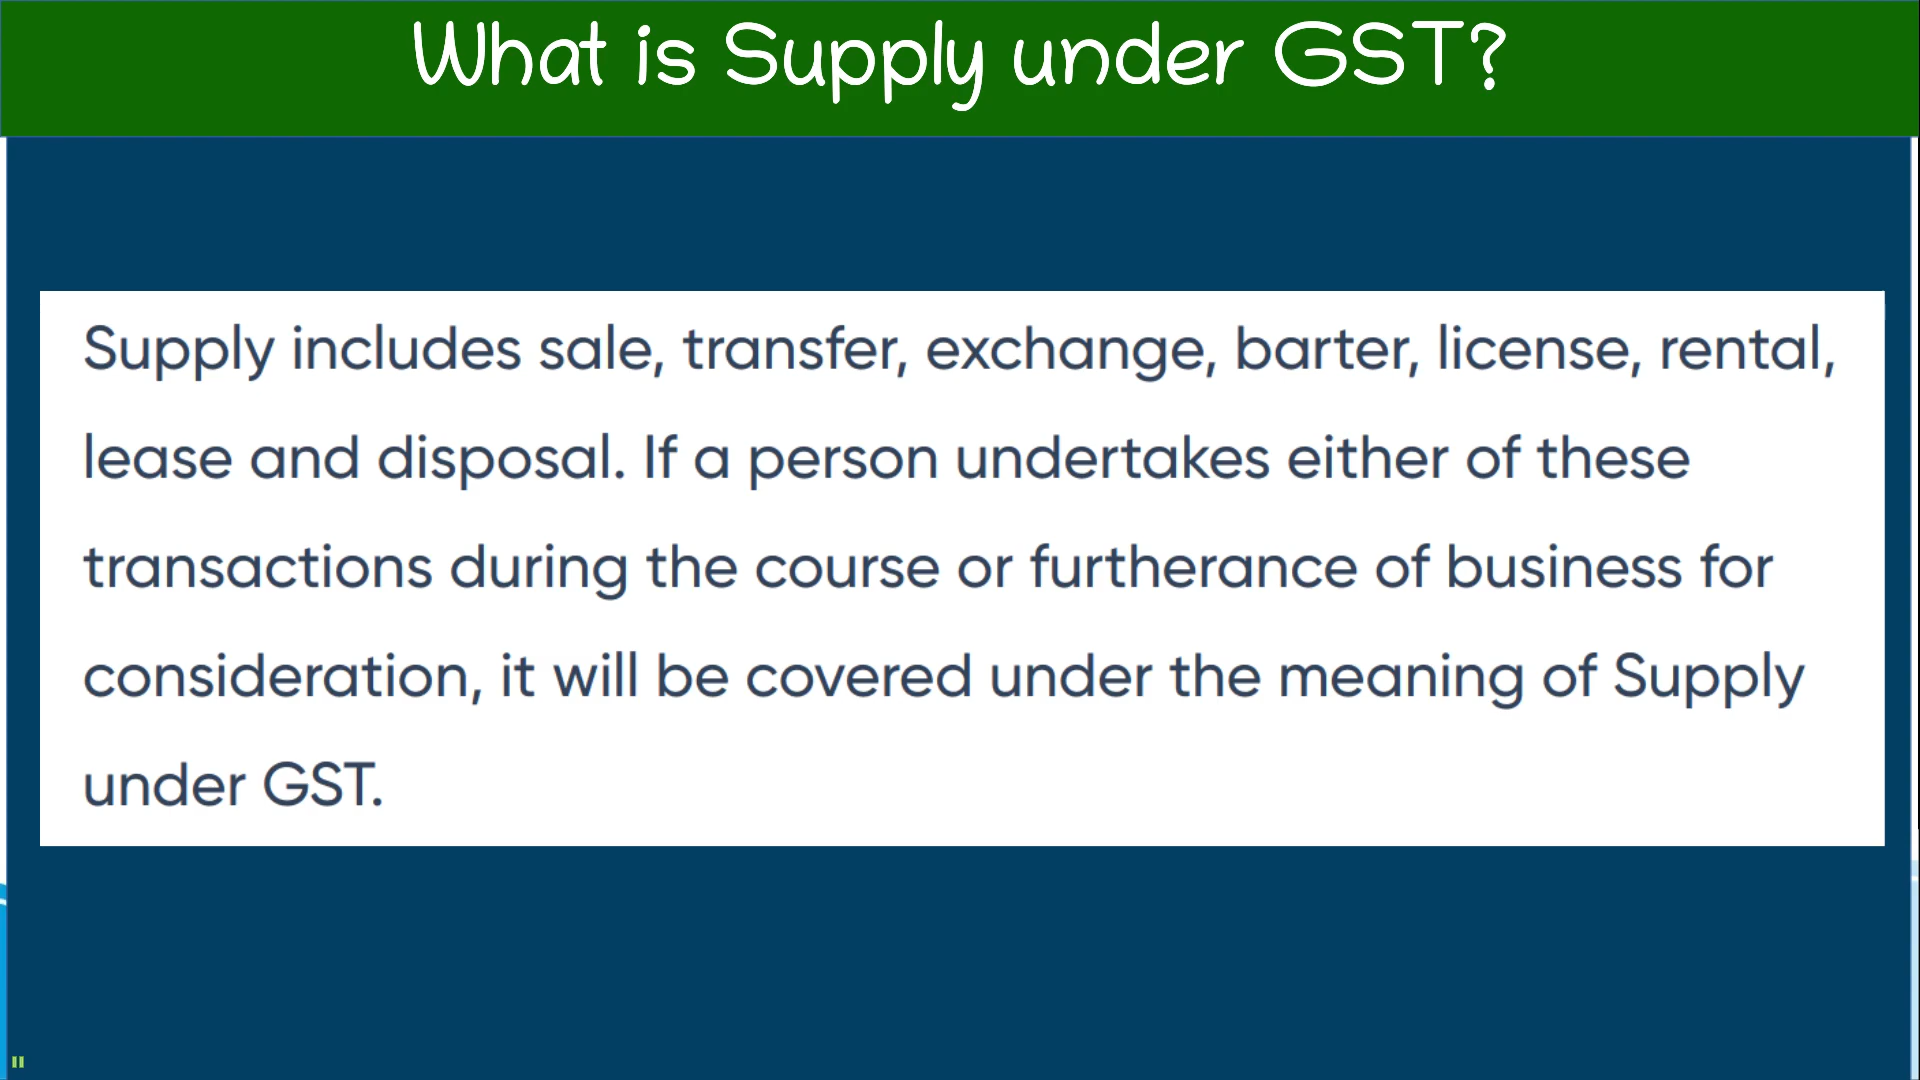 What is Supply under GST?
Supply includes sale, transfer, exchange, barter, license, rental,
lease and disposal. If a person undertakes either of these
transactions during the course or furtherance of business for
consideration, it will be covered under the meaning of Supply
under GST.